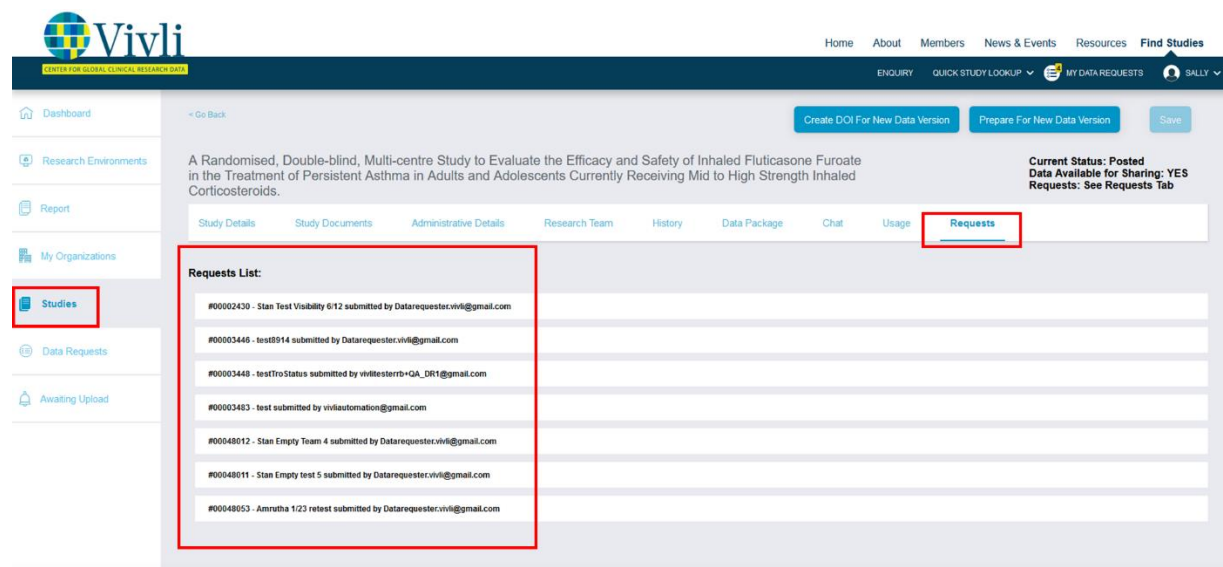 Vivli
CENTER FOR GLOBAL CLINICAL RESEARCH DATA
Home About Members News & Events Resources Find Studies
ENQUIRY QUICK STUDY LOOKUP 4 MY DATA REQUESTS SALLY
Dashboard
Research Environments
Report
My Organizations
Studies
Data Requests
Awaiting Upload
< Go Back
Create DOI For New Data Version Prepare For New Data Version Save
A Randomised, Double-blind, Multi-centre Study to Evaluate the Efficacy and Safety of Inhaled Fluticasone Furoate
in the Treatment of Persistent Asthma in Adults and Adolescents Currently Receiving Mid to High Strength Inhaled
Corticosteroids.
Current Status: Posted
Data Available for Sharing: YES
Requests: See Requests Tab
Study Details Study Documents Administrative Details Research Team History Data Package Chat Usage Requests
Requests List:
#00002430 - Stan Test Visibility 6/12 submitted by Datarequester.vivli@gmail.com
#00003446 - test8914 submitted by Datarequester.vivli@gmail.com
#00003448 - testTroStatus submitted by vivlitesterrb+QA_DR1@gmail.com
#00003483 - test submitted by vivliautomation@gmail.com
#00048012 - Stan Empty Team 4 submitted by Datarequester.vivli@gmail.com
#00048011 - Stan Empty test 5 submitted by Datarequester.vivli@gmail.com
#00048053 - Amrutha 1/23 retest submitted by Datarequester.vivli@gmail.com